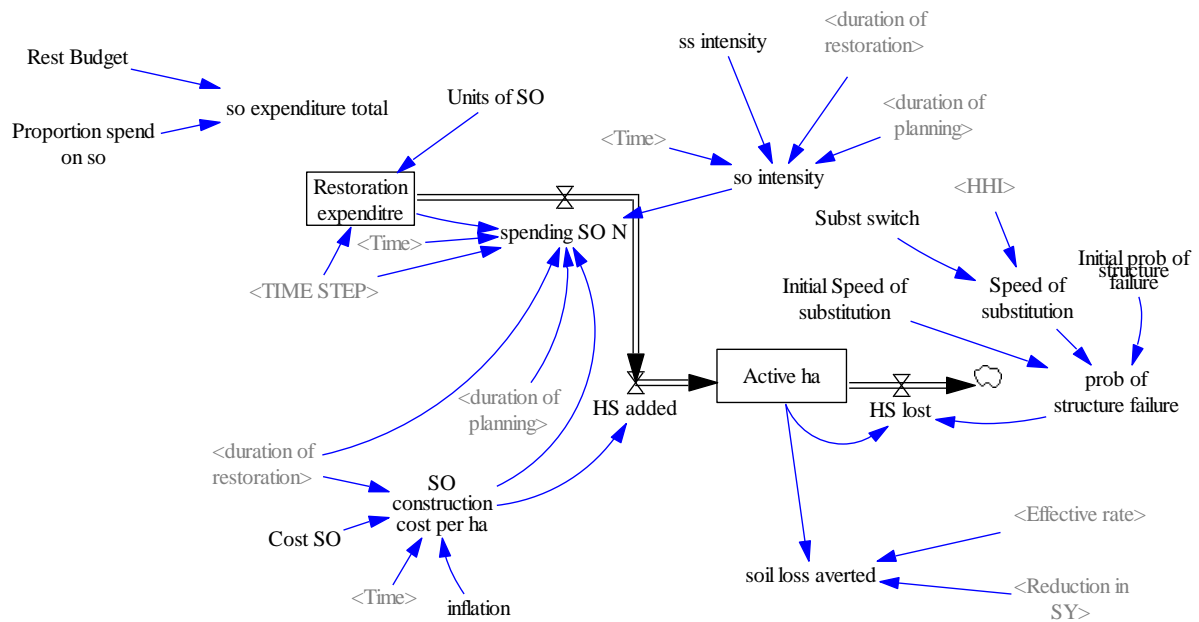 Rest Budget
so expenditure total
Proportion spend
on so
Units of SO
Restoration
expenditre
<Time>
<TIME STEP>
spending SO N
ss intensity
<duration of
restoration>
<duration of
planning>
<Time>
so intensity
<HHI>
Subst switch
Initial Speed of
substitution
Speed of
substitution
Initial prob of
structure
failure
prob of
structure failure
Active ha
HS added
HS lost
<duration of
planning>
<duration of
restoration>
SO
construction
cost per ha
Cost SO
<Time>
inflation
soil loss averted
<Effective rate>
<Reduction in
SY>